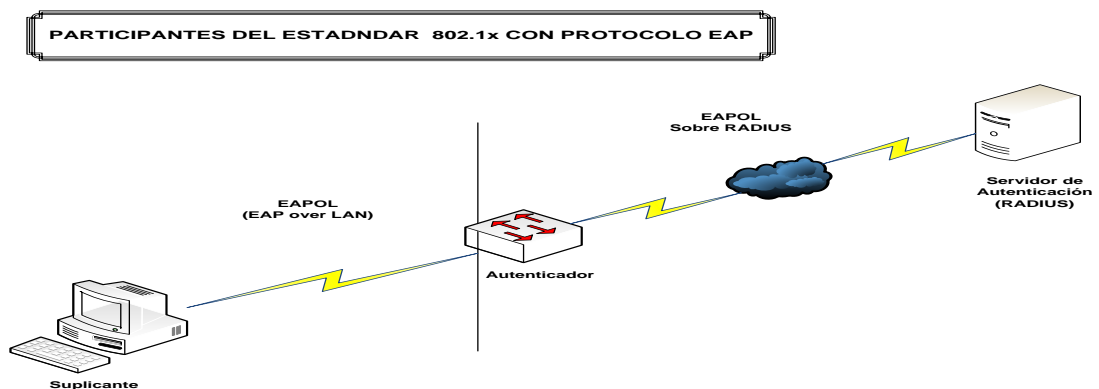 PARTICIPANTES DEL ESTADNDAR 802.1x CON PROTOCOLO EAP
EAPOL
Sobre RADIUS
Servidor de
Autenticación
(RADIUS)
EAPOL
(EAP over LAN)
Autenticador
Suplicante